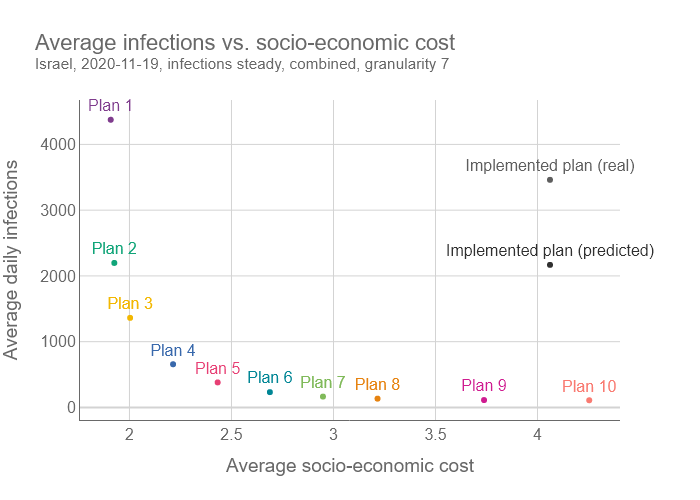 Average infections vs. socio-economic cost
Israel, 2020-11-19, infections steady, combined, granularity 7
Average daily infections
4000
3000
2000
1000
0
Plan 1
Implemented plan (real)
Plan 2
Implemented plan (predicted)
Plan 3
Plan 4
Plan 5
Plan 6
Plan 7
Plan 8
Plan 9
Plan 10
2
2.5
3
3.5
4
Average socio-economic cost